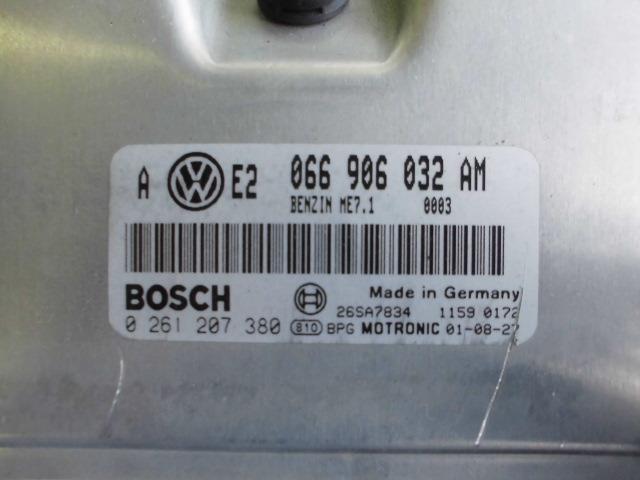 A VW E2 066 906 032 AM
BENZIN ME7.1 0003
BOSCH Made in Germany
26SA7834 1159 0172
0 261 207 380 810 BPG MOTRONIC 01-08-27